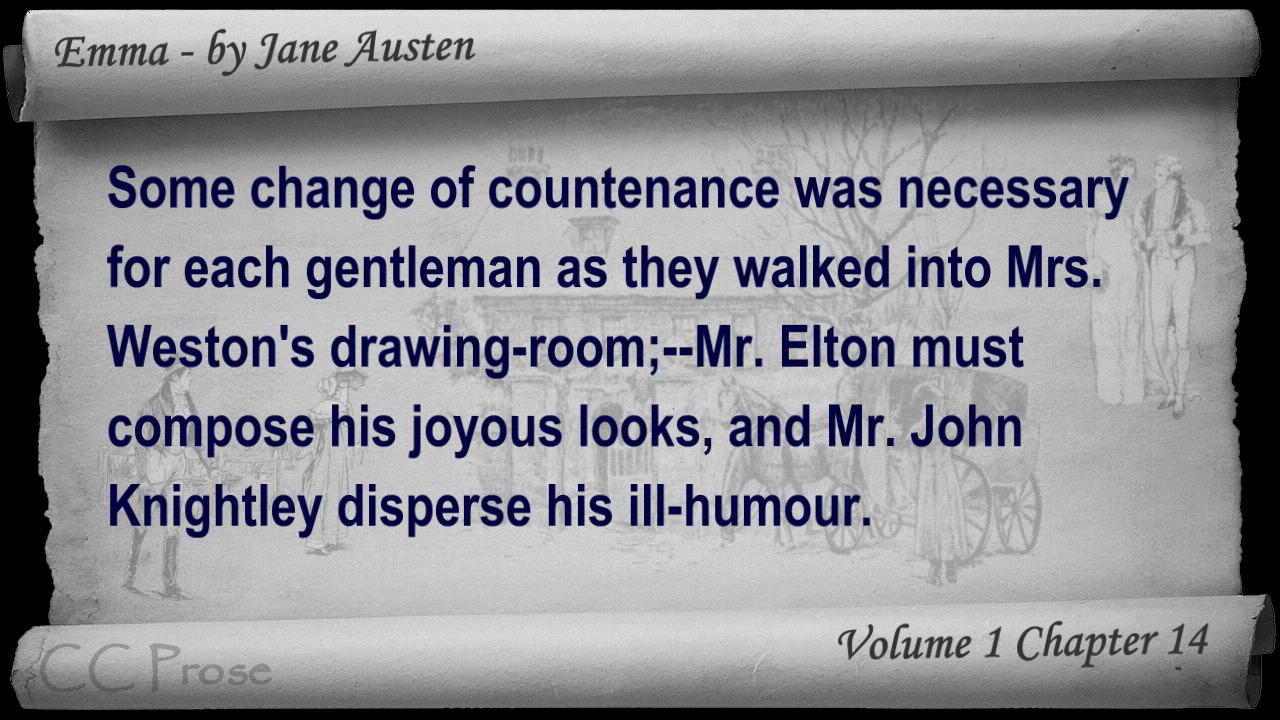 Emma - by Jane Austen
Some change of countenance was necessary
for each gentleman as they walked into Mrs.
Weston's drawing-room;--Mr. Elton must
compose his joyous looks, and Mr. John
Knightley disperse his ill-humour.
Volume 1 Chapter 14
CC Prose